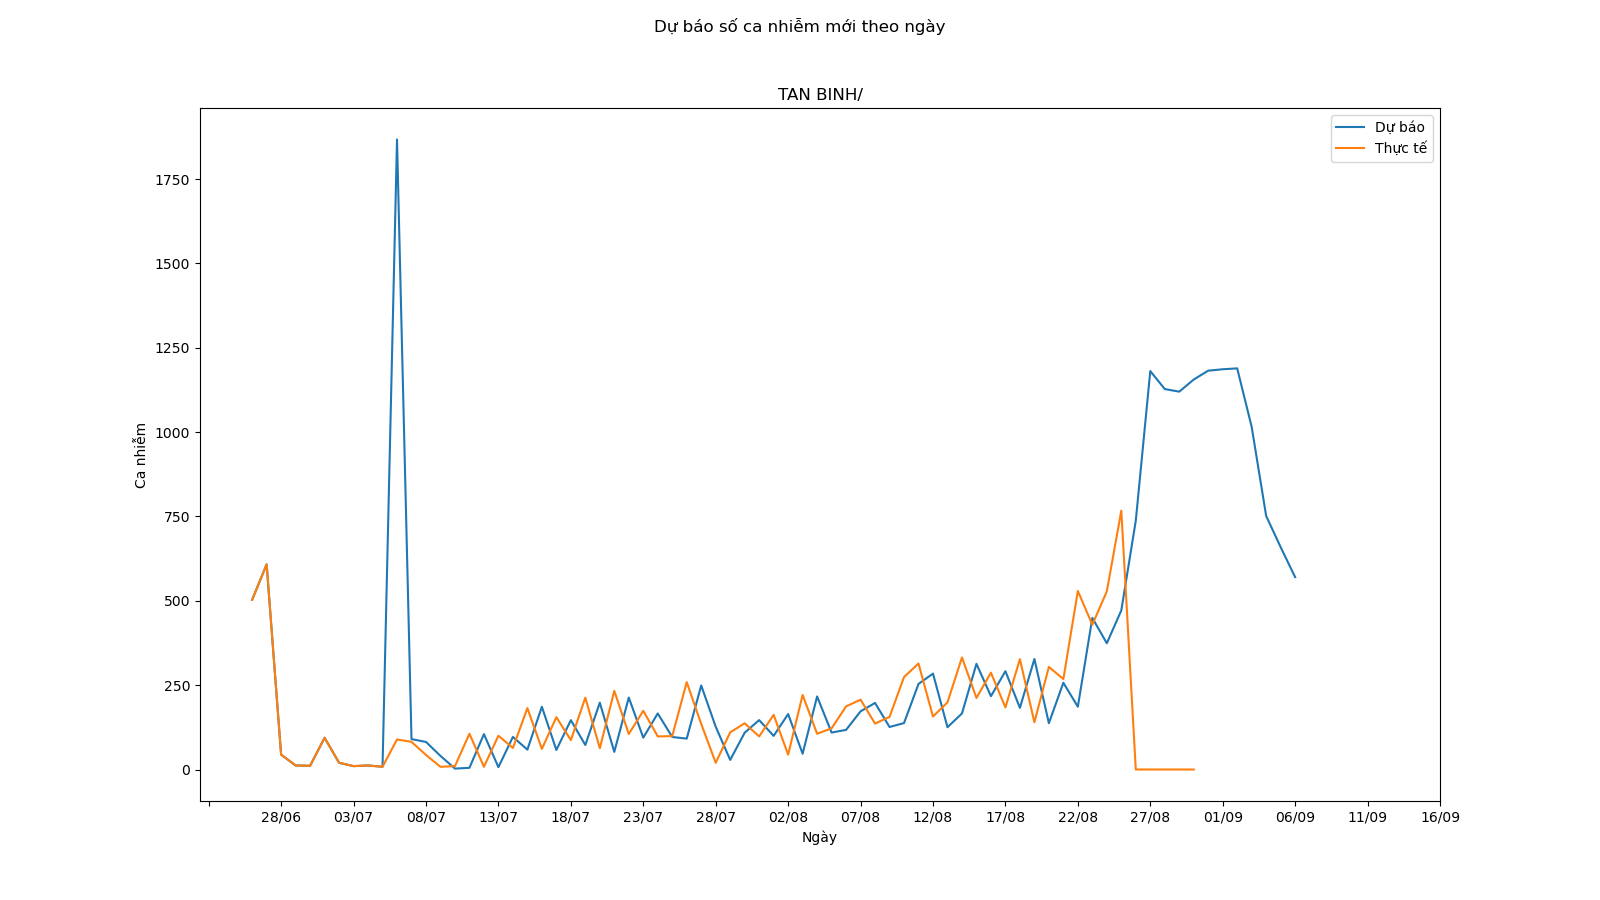 Dự báo số ca nhiễm mới theo ngày
TAN BINH/
Dự báo
Thực tế
1750
1500
1250
1000
750
500
250
0
Ca nhiễm
28/06 03/07 08/07 13/07 18/07 23/07 28/07 02/08 07/08 12/08 17/08 22/08 27/08 01/09 06/09 11/09 16/09
Ngày